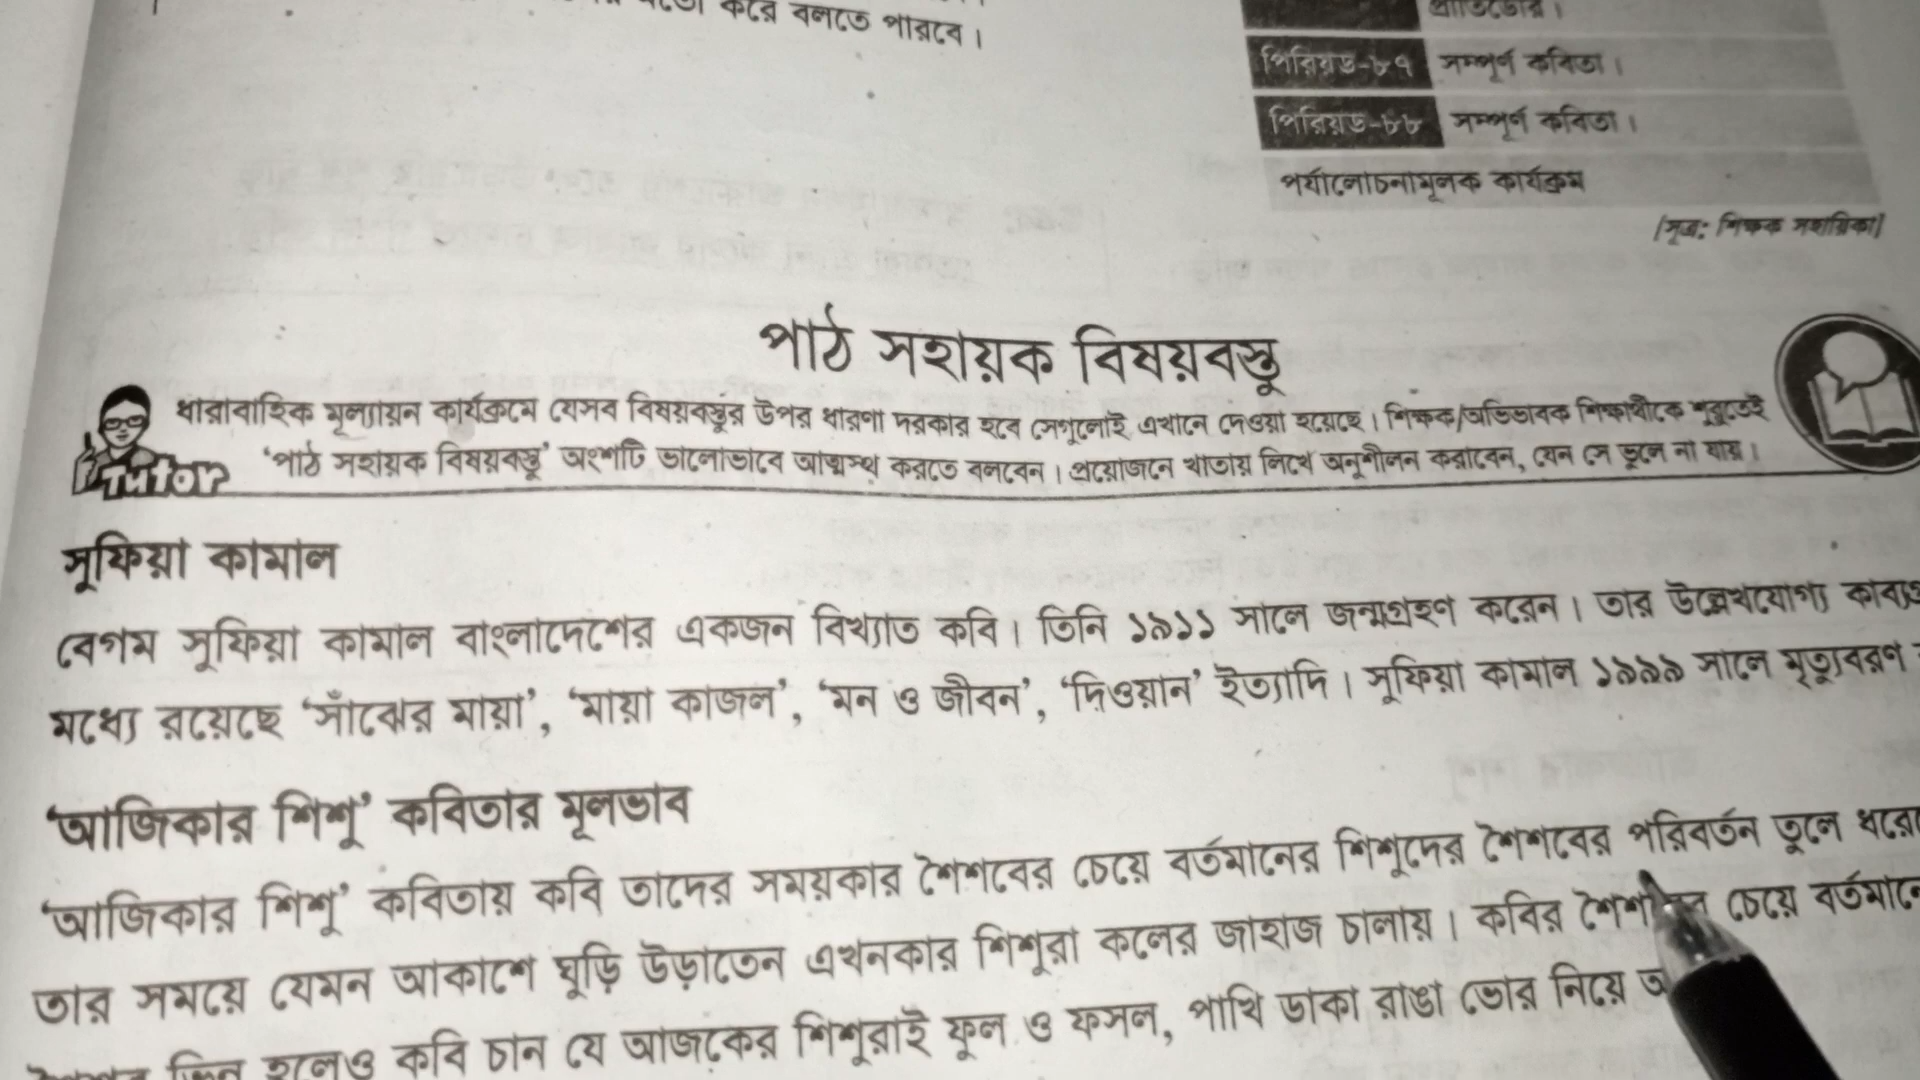 করে বলতে পারবে।
পিরিয়ড-৮৭ সম্পূর্ণ কবিতা।
পিরিয়ড-৮৮ সম্পূর্ণ কবিতা।
পর্যালোচনামূলক কার্যক্রম
[সূত্র: শিক্ষক সহায়িকা]
পাঠ সহায়ক বিষয়বস্তু
ধারাবাহিক মূল্যায়ন কার্যক্রমে যেসব বিষয়বস্তুর উপর ধারণা দরকার হবে সেগুলোই এখানে দেওয়া হয়েছে। শিক্ষক/অভিভাবক শিক্ষার্থীকে শুরুতেই
Tutor 'পাঠ সহায়ক বিষয়বস্তু' অংশটি ভালোভাবে আত্মস্থ করতে বলবেন। প্রয়োজনে খাতায় লিখে অনুশীলন করাবেন, যেন সে ভুলে না যায়।
সুফিয়া কামাল
বেগম সুফিয়া কামাল বাংলাদেশের একজন বিখ্যাত কবি। তিনি ১৯১১ সালে জন্মগ্রহণ করেন। তার উল্লেখযোগ্য
মধ্যে রয়েছে 'সাঁঝের মায়া', 'মায়া কাজল', 'মন ও জীবন', 'দিওয়ান' ইত্যাদি। সুফিয়া কামাল ১৯৯৯ সালে মৃত্যুবরণ
'আজিকার শিশু' কবিতার মূলভাব
'আজিকার শিশু' কবিতায় কবি তাদের সময়কার শৈশবের চেয়ে বর্তমানের শিশুদের শৈশবের পরিবর্তন তুলে
তার সময়ে যেমন আকাশে ঘুড়ি উড়াতেন এখনকার শিশুরা কলের জাহাজ চালায়। কবির চেয়ে
হলেও কবি চান যে আজকের শিশুরাই ফুল ও ফসল, পাখি ডাকা রাঙা ভোর নিয়ে